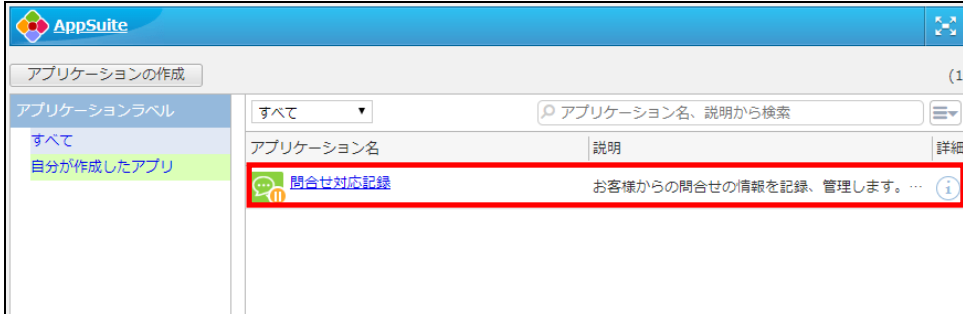 AppSuite
アプリケーションの作成
(1
アプリケーションラベル
すべて
自分が作成したアプリ
すべて
アプリケーション名、説明から検索
アプリケーション名 説明 詳細
問合せ対応記録 お客様からの問合せの情報を記録、管理します。…